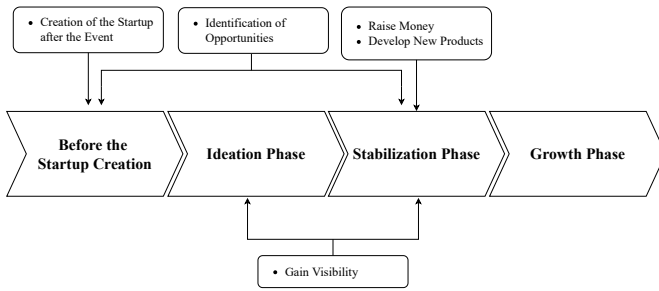 • Creation of the Startup
after the Event
• Identification of
Opportunities
• Raise Money
• Develop New Products
Before the
Startup Creation
Ideation Phase
Stabilization Phase
Growth Phase
• Gain Visibility